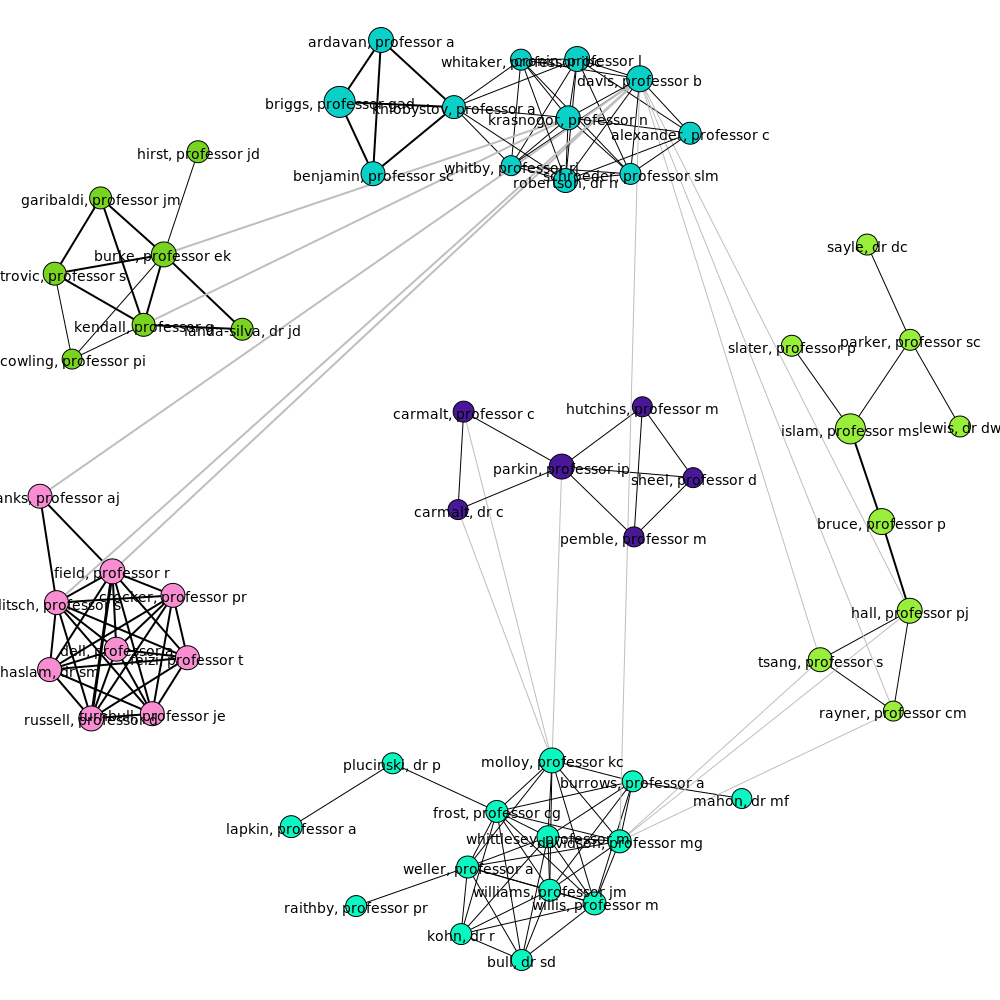 ardavan, professor a
whitaker, professor
davis, professor b
briggs, professor gad
khlobystov, professor a
krasnogor, professor n
alexander, professor c
hirst, professor jd
whitby, professor rj
benjamin, professor sc
schroeder, professor slm
robertson, dr n
garibaldi, professor jm
sayle, dr dc
burke, professor ek
trovic, professor s
kendall, professor g
landa-silva, dr jd
parker, professor sc
slater, professor p
cowling, professor pi
carmalt, professor c
hutchins, professor m
islam, professor ms
lewis, dr dw
parkin, professor ip
sheel, professor d
anks, professor aj
carmalt, dr c
bruce, professor p
pemble, professor m
field, professor r
crocker, professor pr
litsch, professor s
hall, professor pj
dell, professor a
feizi, professor t
tsang, professor s
haslam, dr sm
rayner, professor cm
russell, professor d
turnbull, professor je
molloy, professor kc
plucinski, dr p
burrows, professor a
mahon, dr mf
frost, professor cg
lapkin, professor a
whittlesey, professor m
davidson, professor mg
weller, professor a
williams, professor jm
willis, professor m
raithby, professor pr
kohn, dr r
bull, dr sd